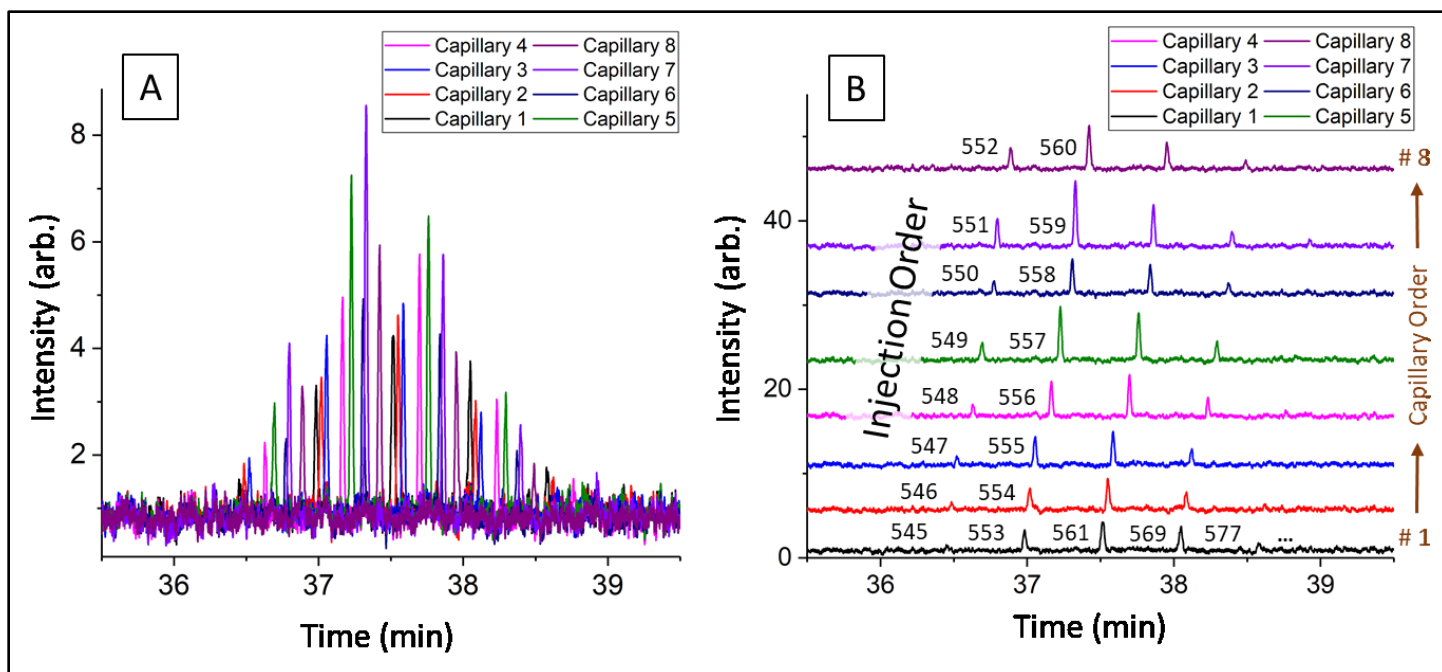 A
Capillary 4 Capillary 8
Capillary 3 Capillary 7
Capillary 2 Capillary 6
Capillary 1 Capillary 5
Intensity (arb.)
8
6
4
2
36 37 38 39
Time (min)
B
Capillary 4 Capillary 8
Capillary 3 Capillary 7
Capillary 2 Capillary 6
Capillary 1 Capillary 5
Intensity (arb.)
40
20
0
552 560
551 559
550 558
549 557
548 556
547 555
546 554
545 553 561 569 577 ...
Injection Order
# 8
Capillary Order
# 1
36 37 38 39
Time (min)